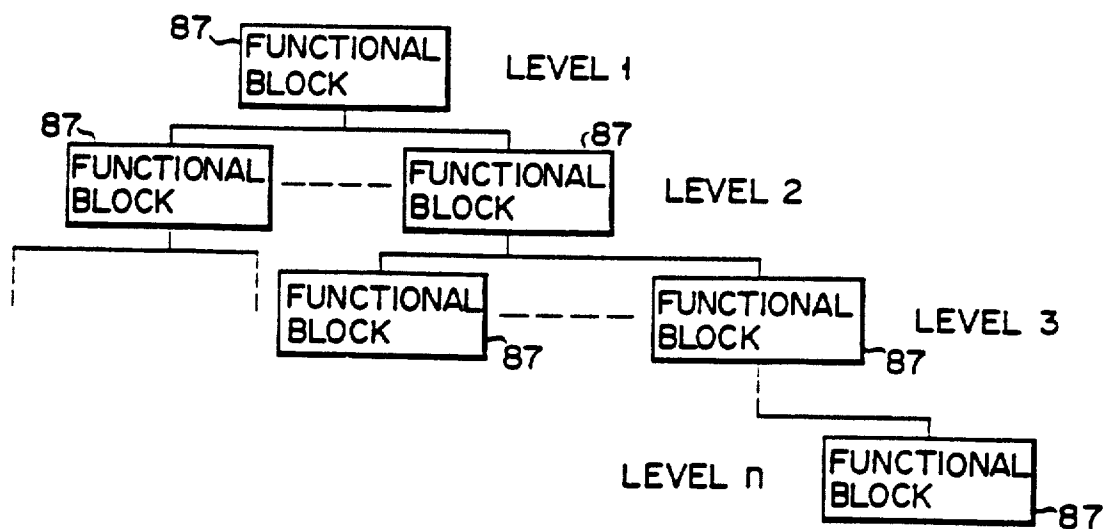 87
FUNCTIONAL
BLOCK
LEVEL 1
87
FUNCTIONAL
BLOCK
87
FUNCTIONAL
BLOCK
LEVEL 2
FUNCTIONAL
BLOCK
87
FUNCTIONAL
BLOCK
87
LEVEL 3
LEVEL n
FUNCTIONAL
BLOCK
87